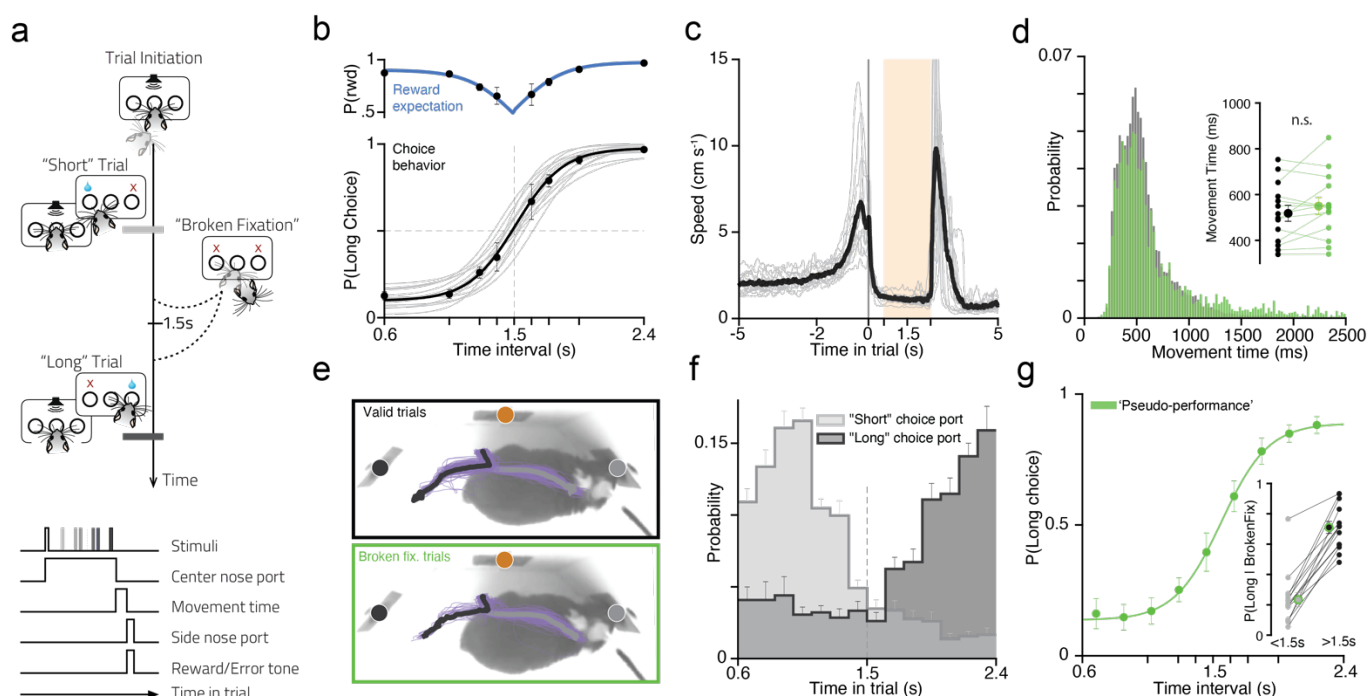 a
Trial Initiation
"Short" Trial
X
"Broken Fixation"
X X
1.5s
"Long" Trial
X
Time
Stimuli
Center nose port
Movement time
Side nose port
Reward/Error tone
Time in trial
b
1
P(rwd)
.5
Reward
expectation
1
Choice
behavior
P(Long Choice)
0
0.6 1.5 2.4
Time interval (s)
c
15
10
5
0
Speed (cm s⁻¹)
-5 -2 0 1.5 5
Time in trial (s)
d
0.07
Probability
0
0 500 1000 1500 2000 2500
Movement time (ms)
1000
800
600
400
Movement Time (ms)
n.s.
e
Valid trials
Broken fix. trials
f
0.15
Probability
0
"Short" choice port
"Long" choice port
0.6 1.5 2.4
Time in trial (s)
g
1
0.5
0
P(Long choice)
'Pseudo-performance'
0.6 1.5 2.4
Time interval (s)
1
0
P(Long | BrokenFix)
<1.5s >1.5s